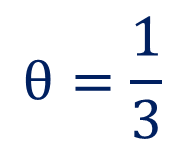 θ = 1/3